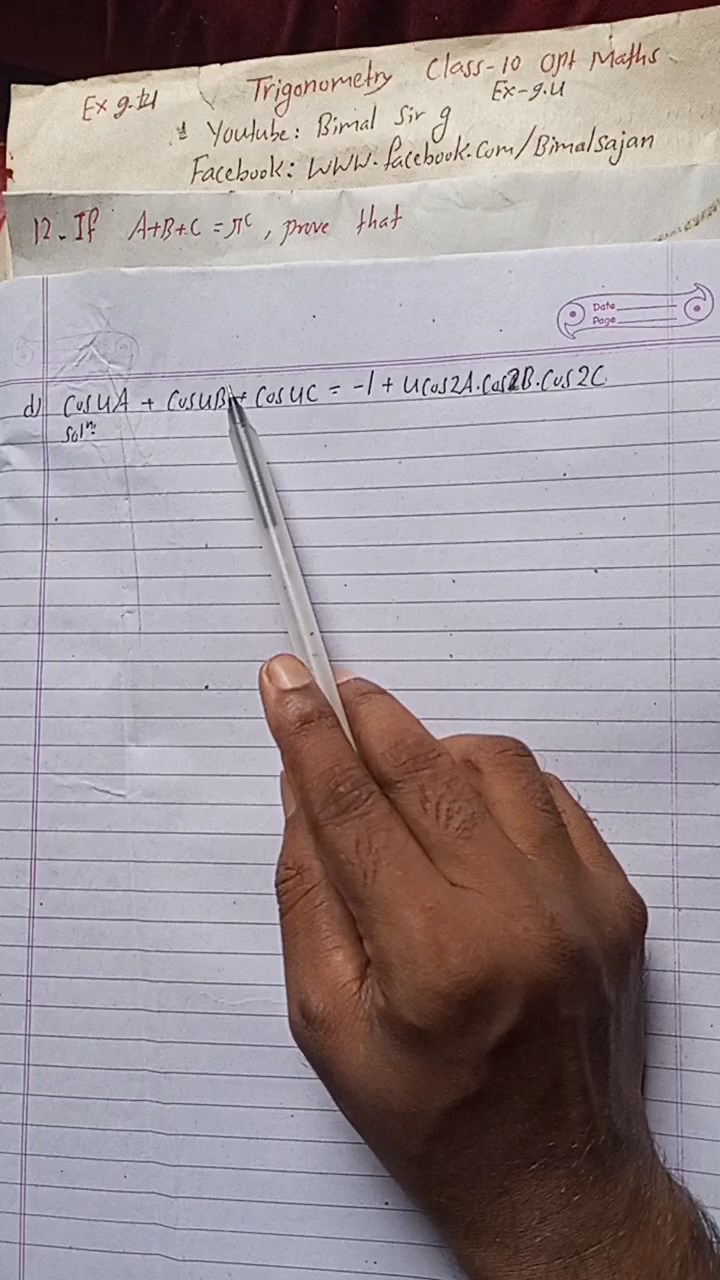 Ex 9.4 Trigonometry Class-10 Opt Maths
Ex-9.4
Youtube: Bimal Sir g
Facebook: WWW.facebook.com/Bimalsajan
12. If A+B+C = πᶜ, prove that
Date
Page
d) Cos4A + Cos4B + Cos4C = -1 + 4Cos2A.Cos2B.Cos2C
Solⁿ: